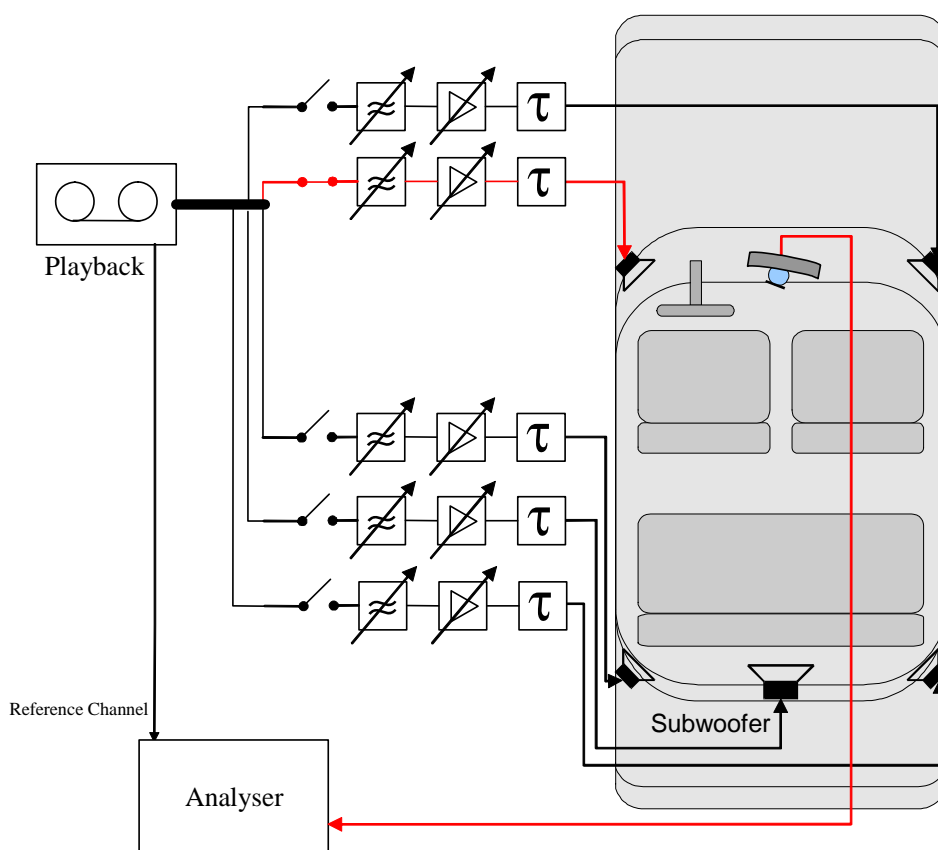 τ
τ
Playback
τ
τ
τ
Reference Channel
Subwoofer
Analyser